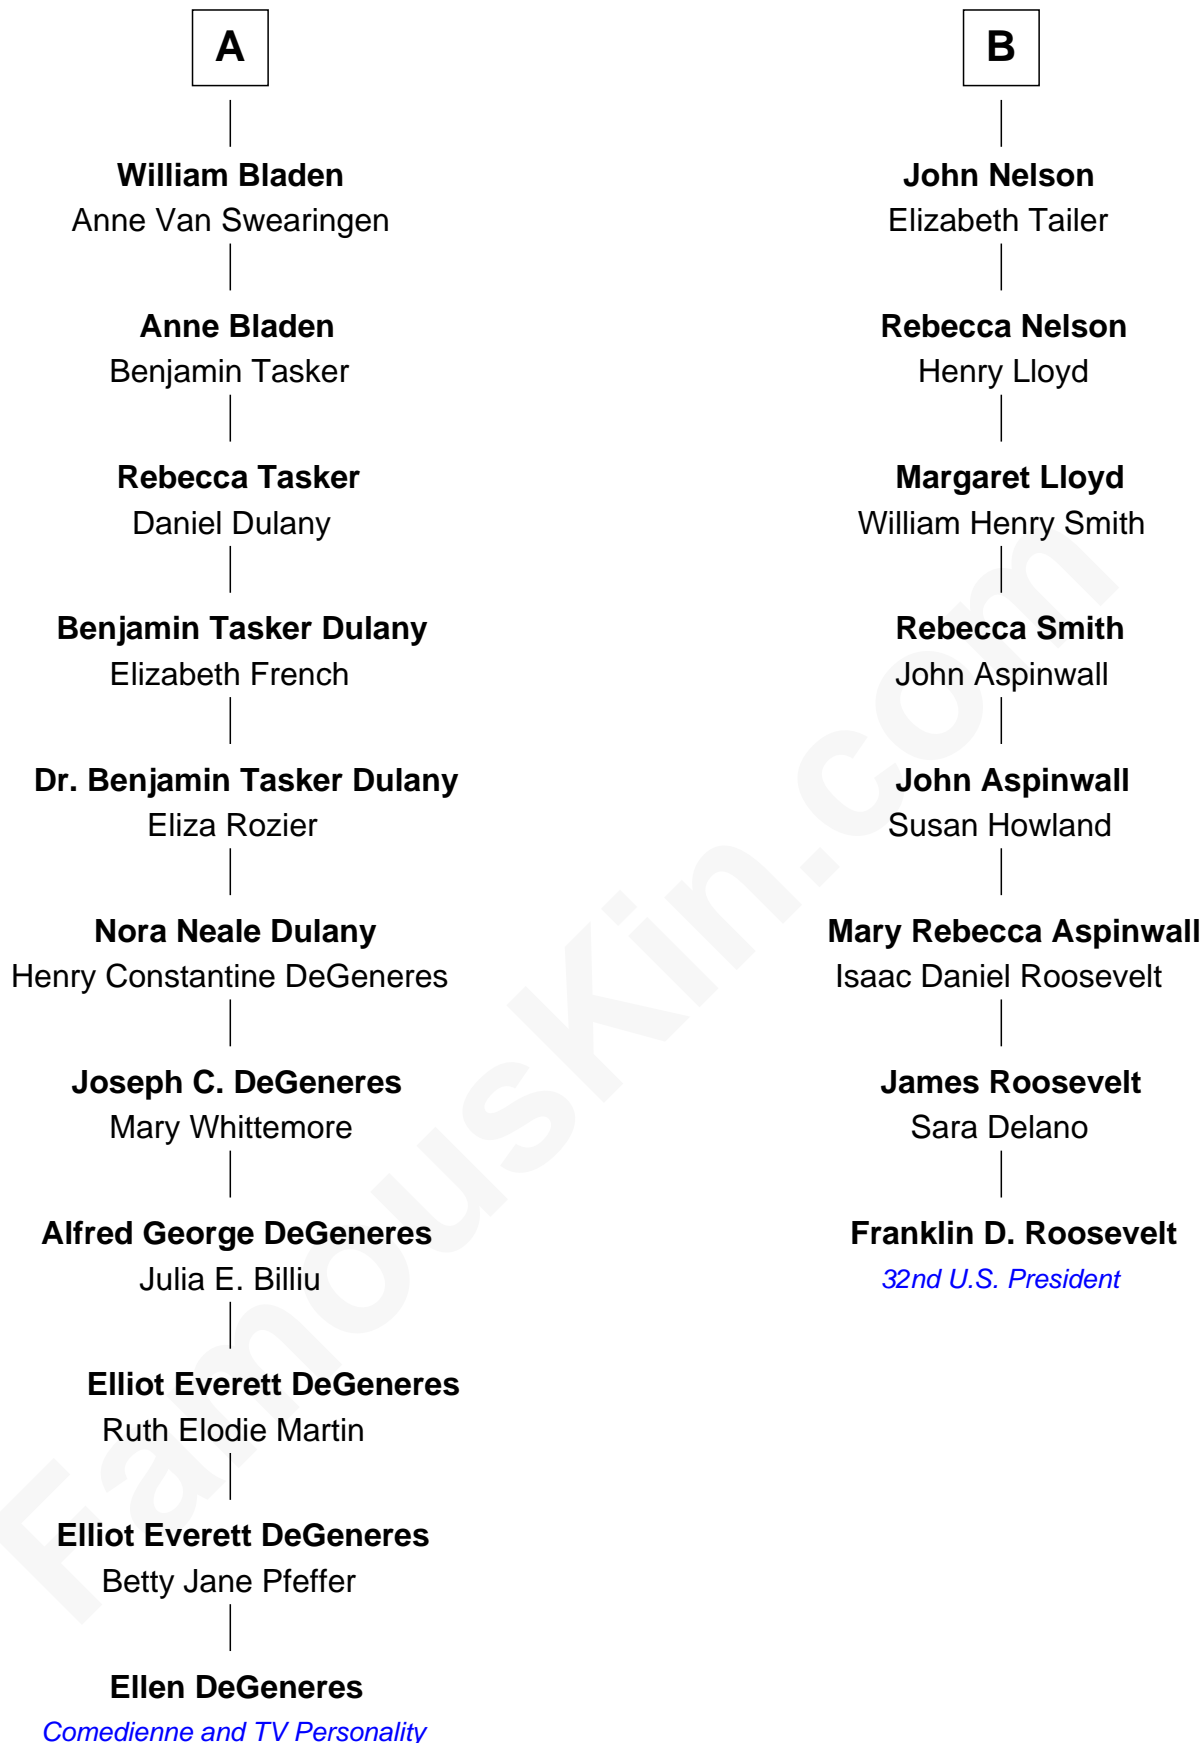 A
William Bladen
Anne Van Swearingen
Anne Bladen
Benjamin Tasker
Rebecca Tasker
Daniel Dulany
Benjamin Tasker Dulany
Elizabeth French
Dr. Benjamin Tasker Dulany
Eliza Rozier
Nora Neale Dulany
Henry Constantine DeGeneres
Joseph C. DeGeneres
Mary Whittemore
Alfred George DeGeneres
Julia E. Billiu
Elliot Everett DeGeneres
Ruth Elodie Martin
Elliot Everett DeGeneres
Betty Jane Pfeffer
Ellen DeGeneres
Comedienne and TV Personality
B
John Nelson
Elizabeth Tailer
Rebecca Nelson
Henry Lloyd
Margaret Lloyd
William Henry Smith
Rebecca Smith
John Aspinwall
John Aspinwall
Susan Howland
Mary Rebecca Aspinwall
Isaac Daniel Roosevelt
James Roosevelt
Sara Delano
Franklin D. Roosevelt
32nd U.S. President
FamousKin.com